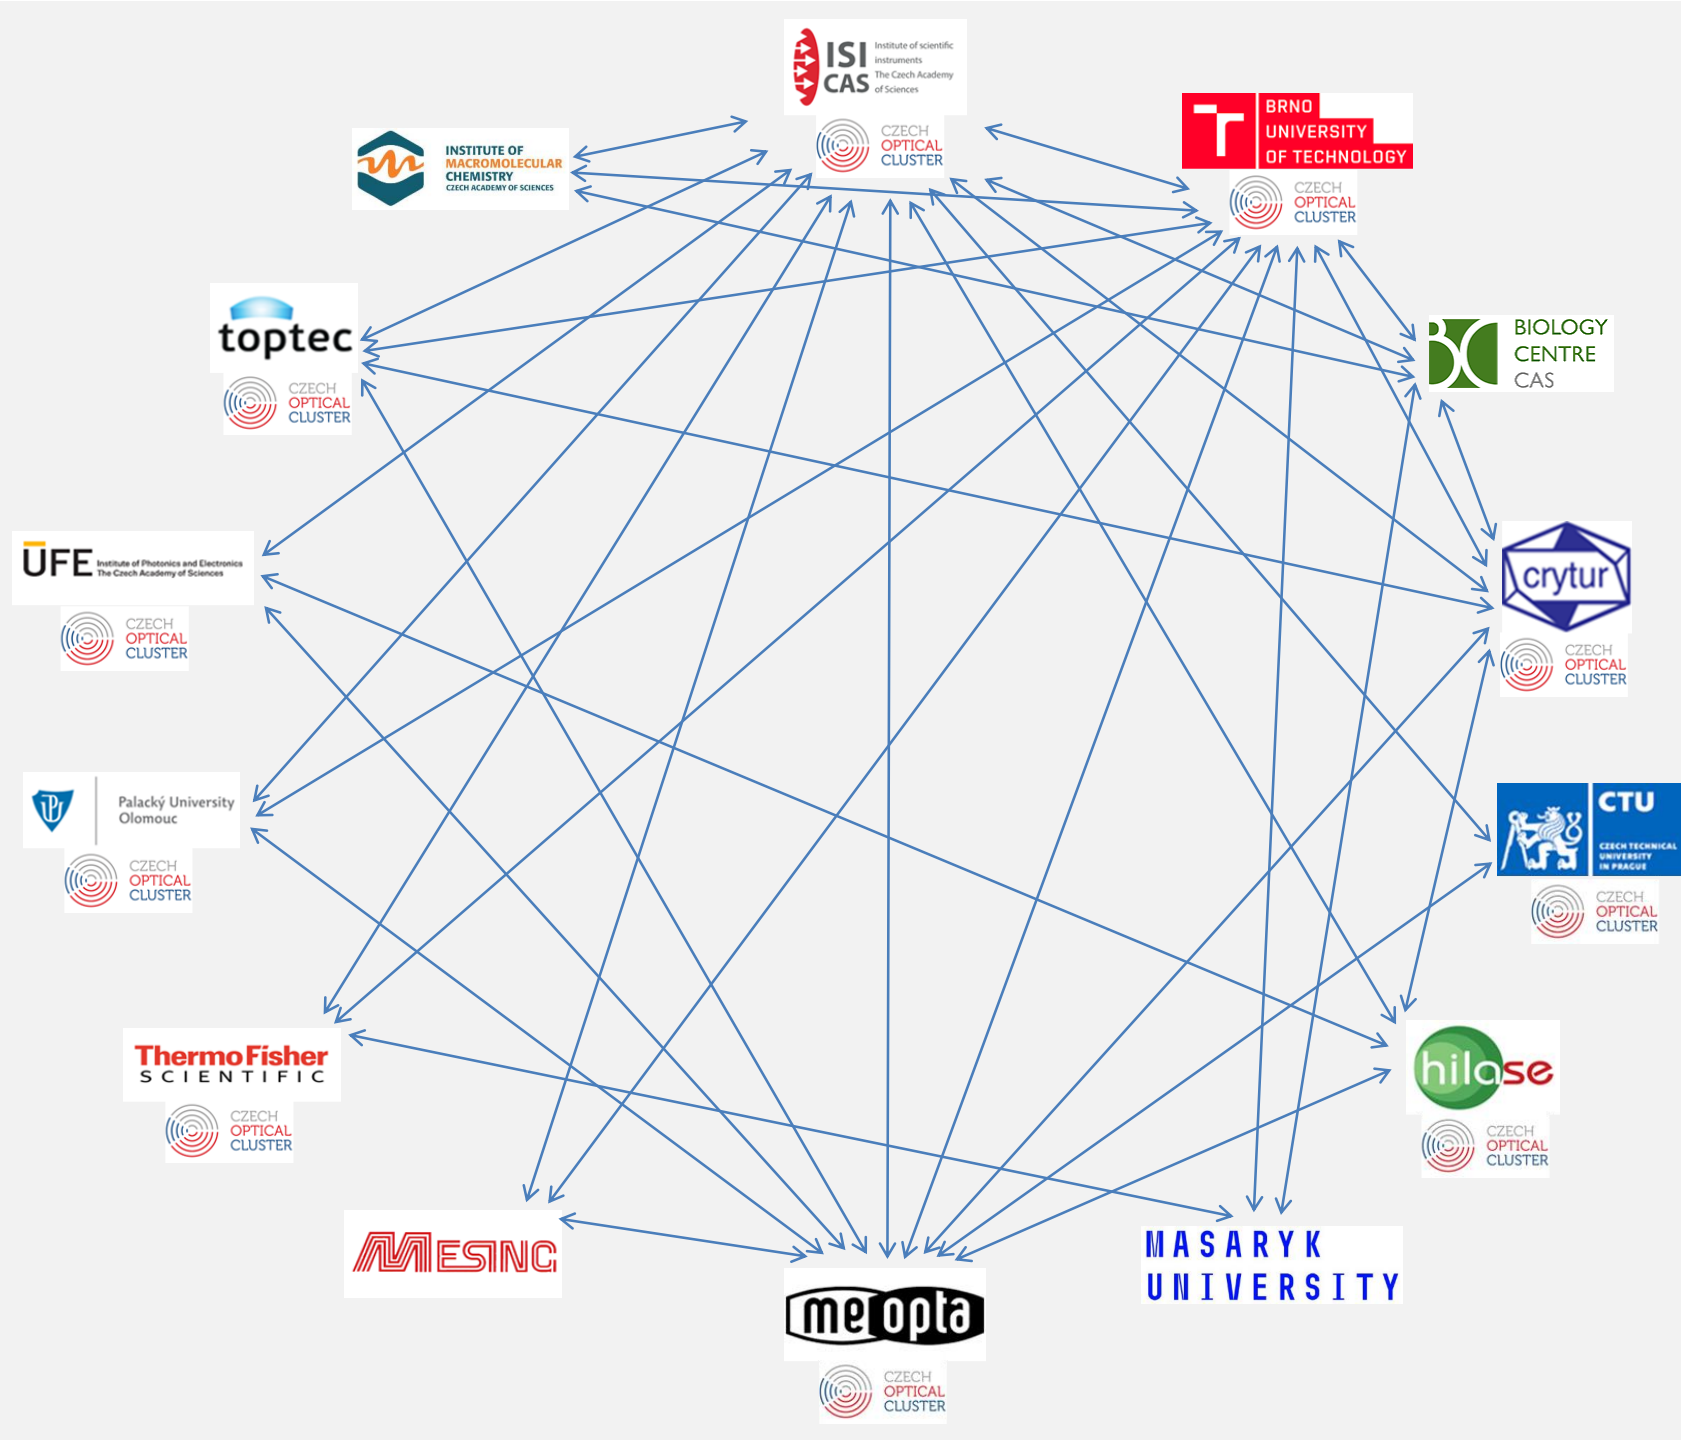 ISI
CAS
Institute of scientific
instruments
The Czech Academy
of Sciences
CZECH
OPTICAL
CLUSTER
BRNO
UNIVERSITY
OF TECHNOLOGY
CZECH
OPTICAL
CLUSTER
INSTITUTE OF
MACROMOLECULAR
CHEMISTRY
CZECH ACADEMY OF SCIENCES
toptec
CZECH
OPTICAL
CLUSTER
BC
BIOLOGY
CENTRE
CAS
ŪFE
Institute of Photonics and Electronics
The Czech Academy of Sciences
CZECH
OPTICAL
CLUSTER
crytur
CZECH
OPTICAL
CLUSTER
UP
Palacký University
Olomouc
CZECH
OPTICAL
CLUSTER
CTU
CZECH TECHNICAL
UNIVERSITY
IN PRAGUE
CZECH
OPTICAL
CLUSTER
ThermoFisher
SCIENTIFIC
CZECH
OPTICAL
CLUSTER
hilase
CZECH
OPTICAL
CLUSTER
MESING
meopta
CZECH
OPTICAL
CLUSTER
MASARYK
UNIVERSITY